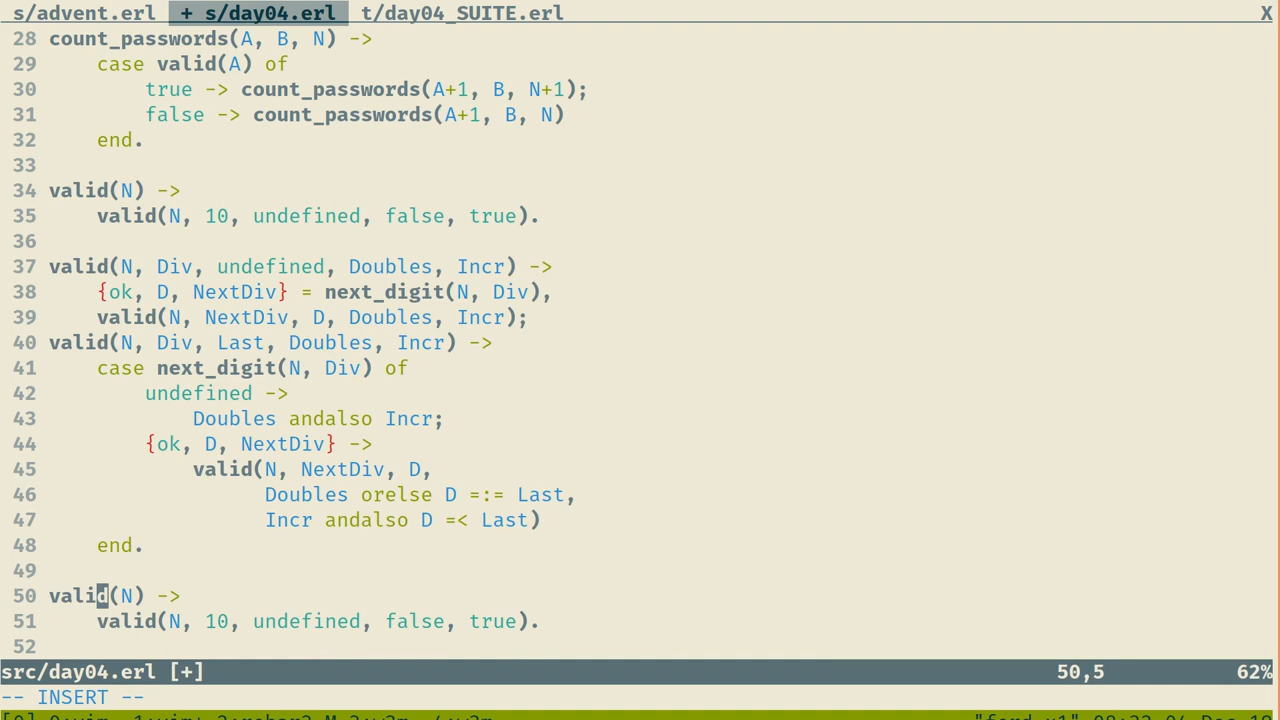 s/advent.erl  + s/day04.erl  t/day04_SUITE.erl X
28 count_passwords(A, B, N) ->
29     case valid(A) of
30         true -> count_passwords(A+1, B, N+1);
31         false -> count_passwords(A+1, B, N)
32     end.
33
34 valid(N) ->
35     valid(N, 10, undefined, false, true).
36
37 valid(N, Div, undefined, Doubles, Incr) ->
38     {ok, D, NextDiv} = next_digit(N, Div),
39     valid(N, NextDiv, D, Doubles, Incr);
40 valid(N, Div, Last, Doubles, Incr) ->
41     case next_digit(N, Div) of
42         undefined ->
43             Doubles andalso Incr;
44         {ok, D, NextDiv} ->
45             valid(N, NextDiv, D,
46                   Doubles orelse D =:= Last,
47                   Incr andalso D =< Last)
48     end.
49
50 valid(N) ->
51     valid(N, 10, undefined, false, true).
52
src/day04.erl [+] 50,5 62%
-- INSERT --